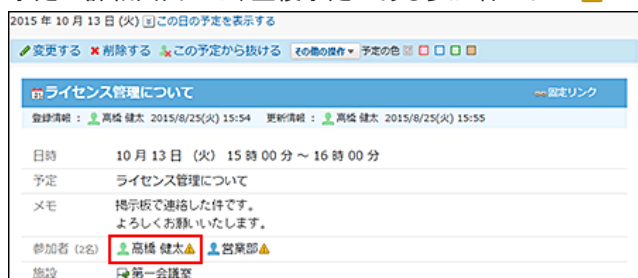 2015 年 10 月 13 日 (火) この日の予定を表示する
変更する 削除する この予定から抜ける その他の操作 予定の色
ライセンス管理について 固定リンク
登録情報 : 高橋 健太 2015/8/25(火) 15:54 更新情報 : 高橋 健太 2015/8/25(火) 15:55
日時 10 月 13 日 (火) 15 時 00 分 ~ 16 時 00 分
予定 ライセンス管理について
メモ 掲示板で連絡した件です。
よろしくお願いいたします。
参加者 (2名) 高橋 健太 営業部
施設 第一会議室